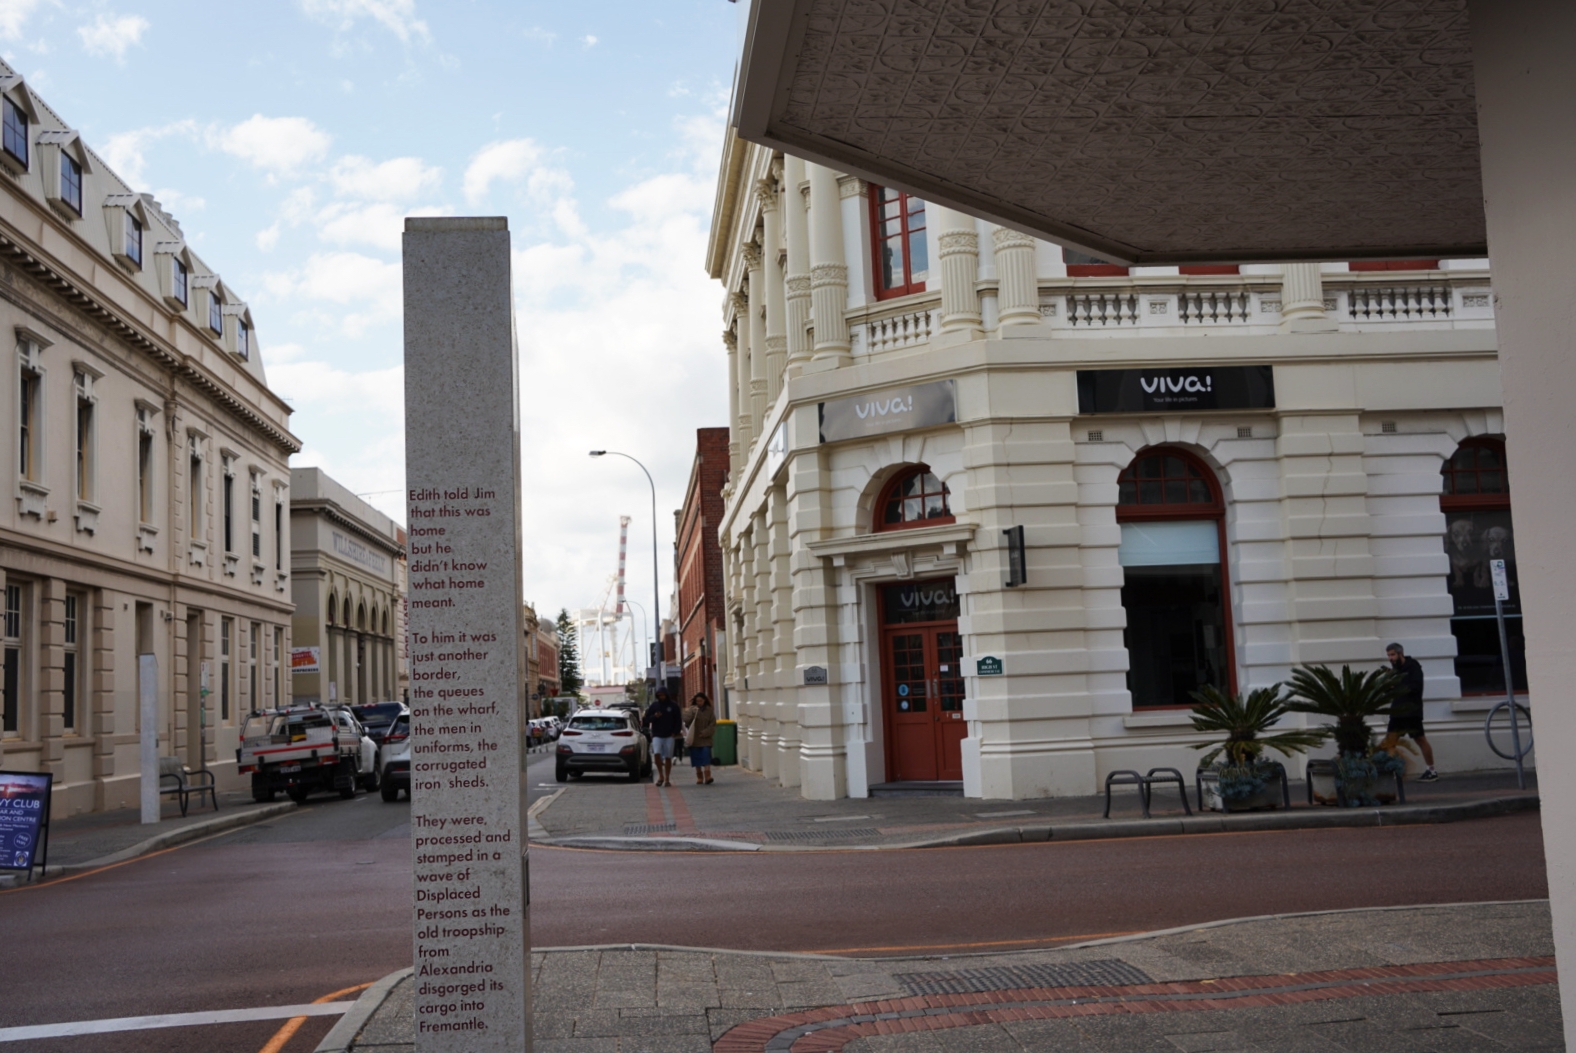 Edith told Jim
that this was
home
but he
didn't know
what home
meant.
To him it was
just another
border,
the queues
on the wharf,
the men in
uniforms, the
corrugated
iron sheds.
They were,
processed and
stamped in a
wave of
Displaced
Persons as the
old troopship
from
Alexandria
disgorged its
cargo into
Fremantle.
viva!
viva!
Your life in pictures
viva!
VIVA!
VY CLUB